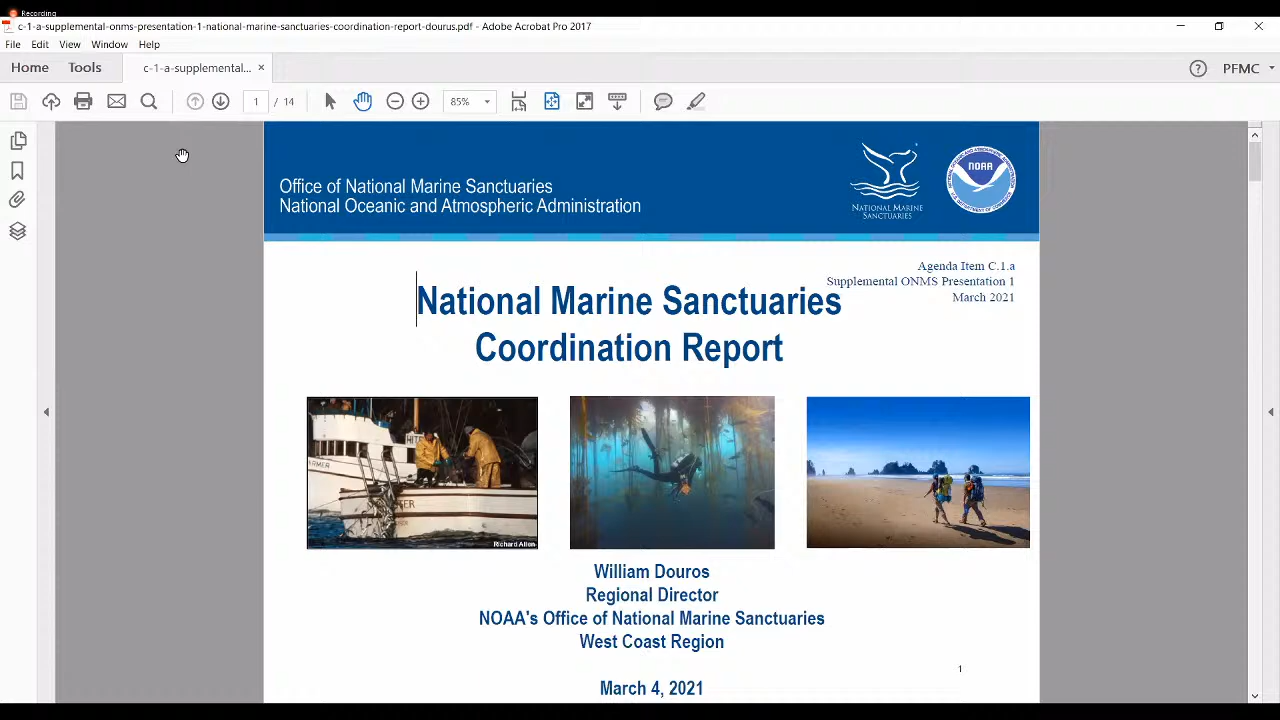 Recording
c-1-a-supplemental-onms-presentation-1-national-marine-sanctuaries-coordination-report-dourus.pdf - Adobe Acrobat Pro 2017
File Edit View Window Help
Home Tools c-1-a-supplemental... × PFMC
1 / 14 85%
Office of National Marine Sanctuaries
National Oceanic and Atmospheric Administration
NATIONAL MARINE
SANCTUARIES
NOAA
Agenda Item C.1.a
Supplemental ONMS Presentation 1
March 2021
National Marine Sanctuaries
Coordination Report
Richard Allen
William Douros
Regional Director
NOAA's Office of National Marine Sanctuaries
West Coast Region
1
March 4, 2021